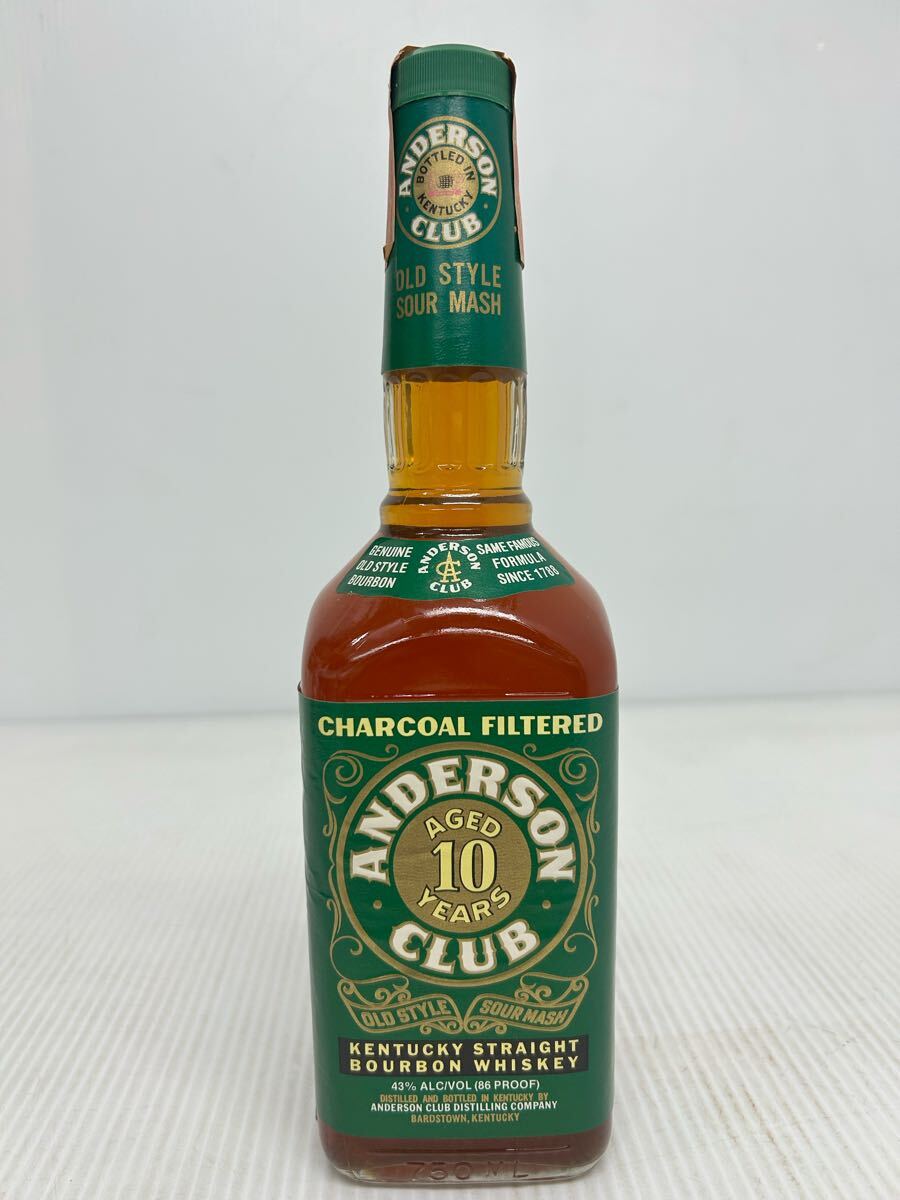 ANDERSON
BOTTLED IN
KENTUCKY
CLUB
OLD STYLE
SOUR MASH
GENUINE
OLD STYLE
BOURBON
ANDERSON
CLUB
SAME FAMOUS
FORMULA
SINCE 1788
CHARCOAL FILTERED
ANDERSON
AGED
10
YEARS
CLUB
OLD STYLE SOUR MASH
KENTUCKY STRAIGHT
BOURBON WHISKEY
43% ALC/VOL (86 PROOF)
DISTILLED AND BOTTLED IN KENTUCKY BY
ANDERSON CLUB DISTILLING COMPANY
BARDSTOWN, KENTUCKY
750 ML